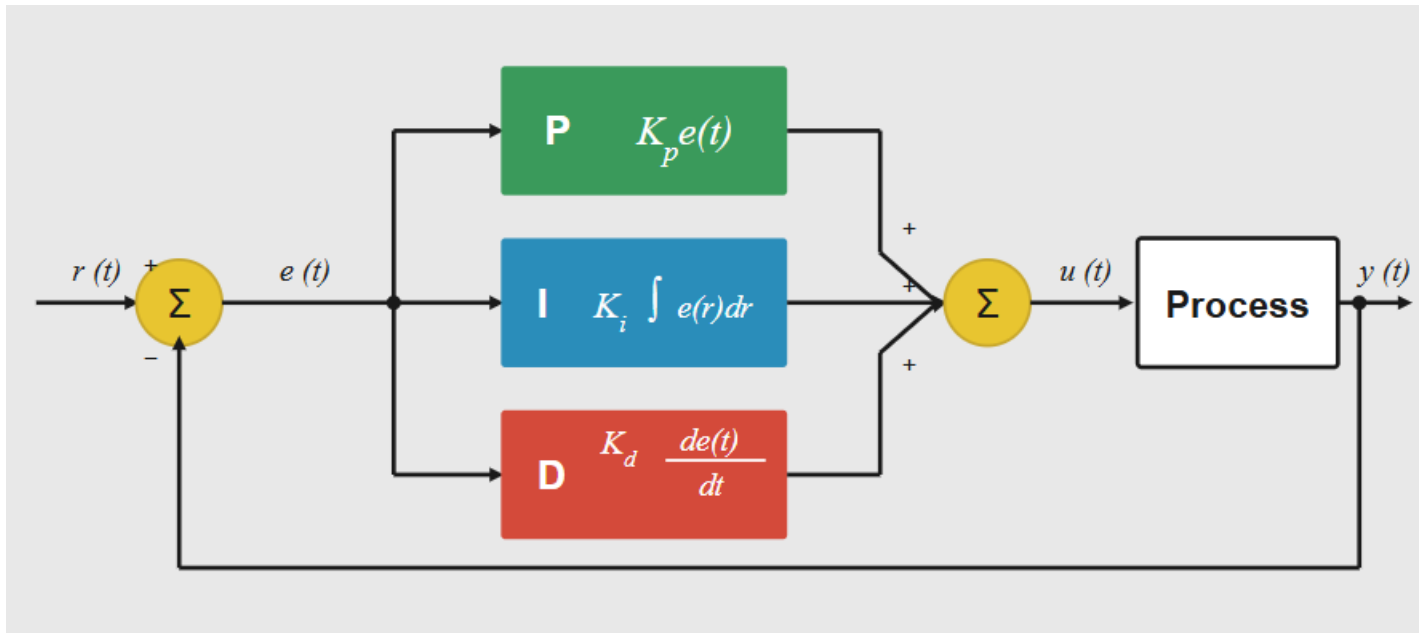 P K_p e(t)
+
r (t) + Σ e (t) I K_i ∫ e(r)dr + Σ u (t) Process y (t)
−
+
D K_d de(t)
dt